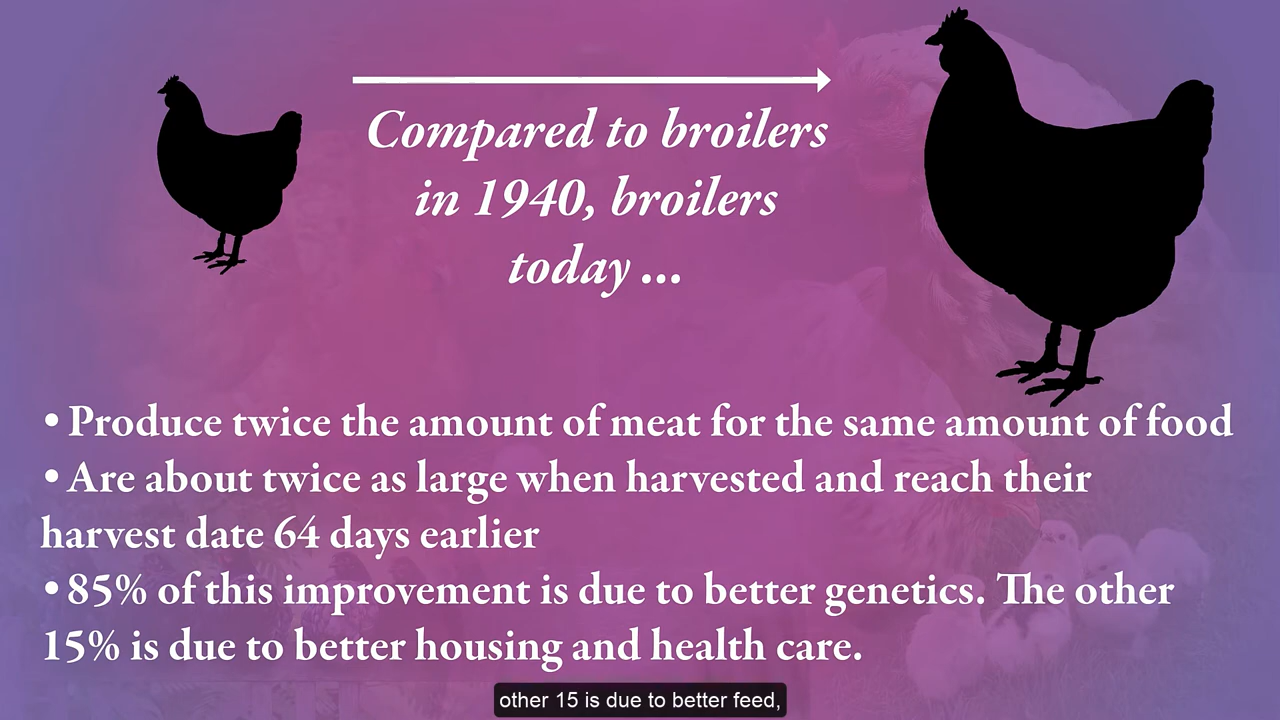 Compared to broilers
in 1940, broilers
today ...
• Produce twice the amount of meat for the same amount of food
• Are about twice as large when harvested and reach their
harvest date 64 days earlier
• 85% of this improvement is due to better genetics. The other
15% is due to better housing and health care.
other 15 is due to better feed,